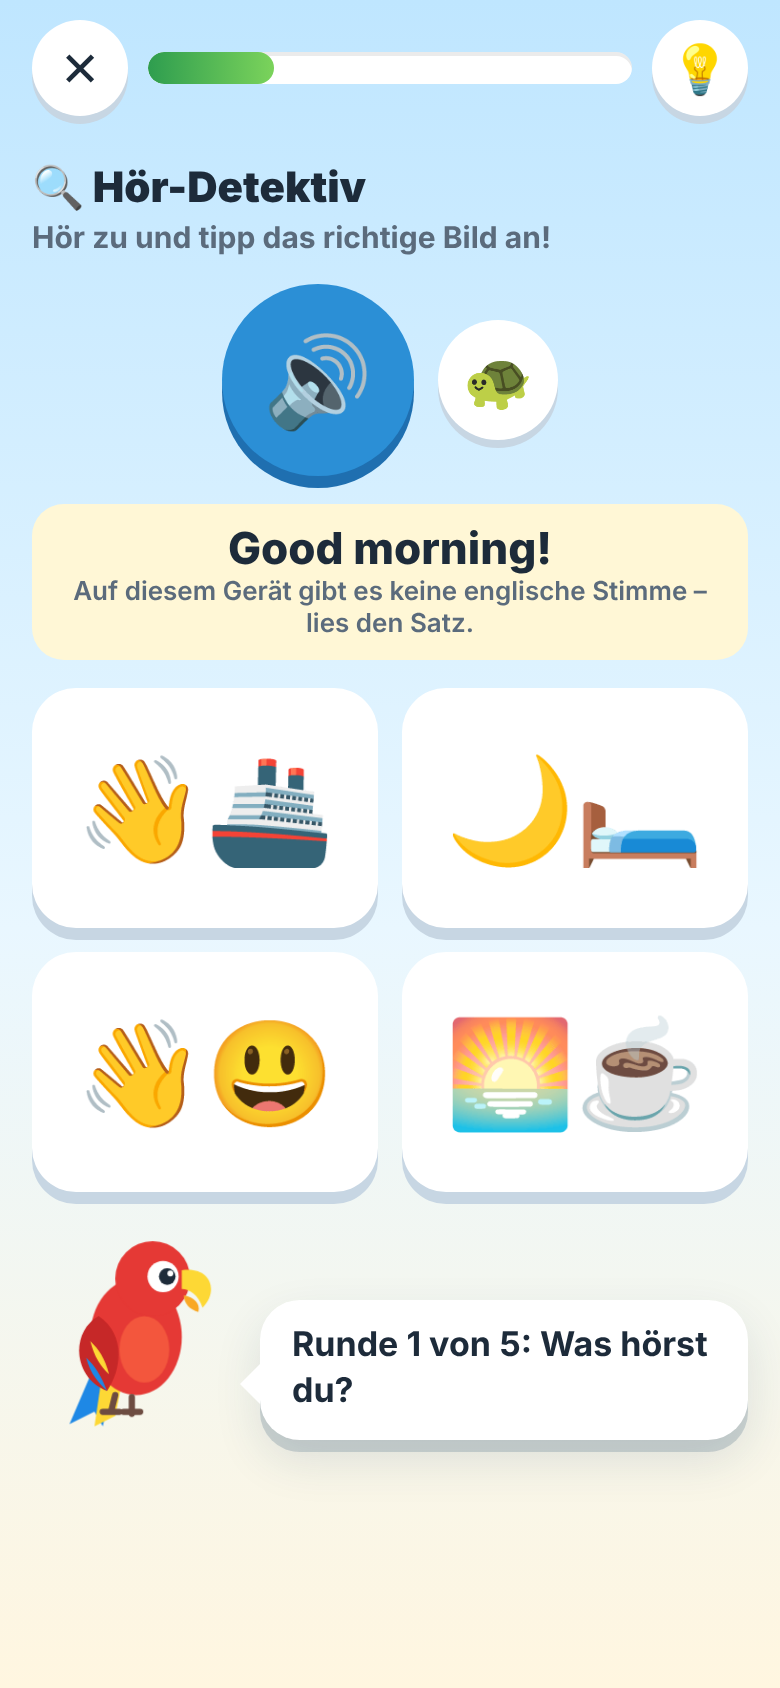 Hör-Detektiv
Hör zu und tipp das richtige Bild an!
Good morning!
Auf diesem Gerät gibt es keine englische Stimme –
lies den Satz.
Runde 1 von 5: Was hörst
du?